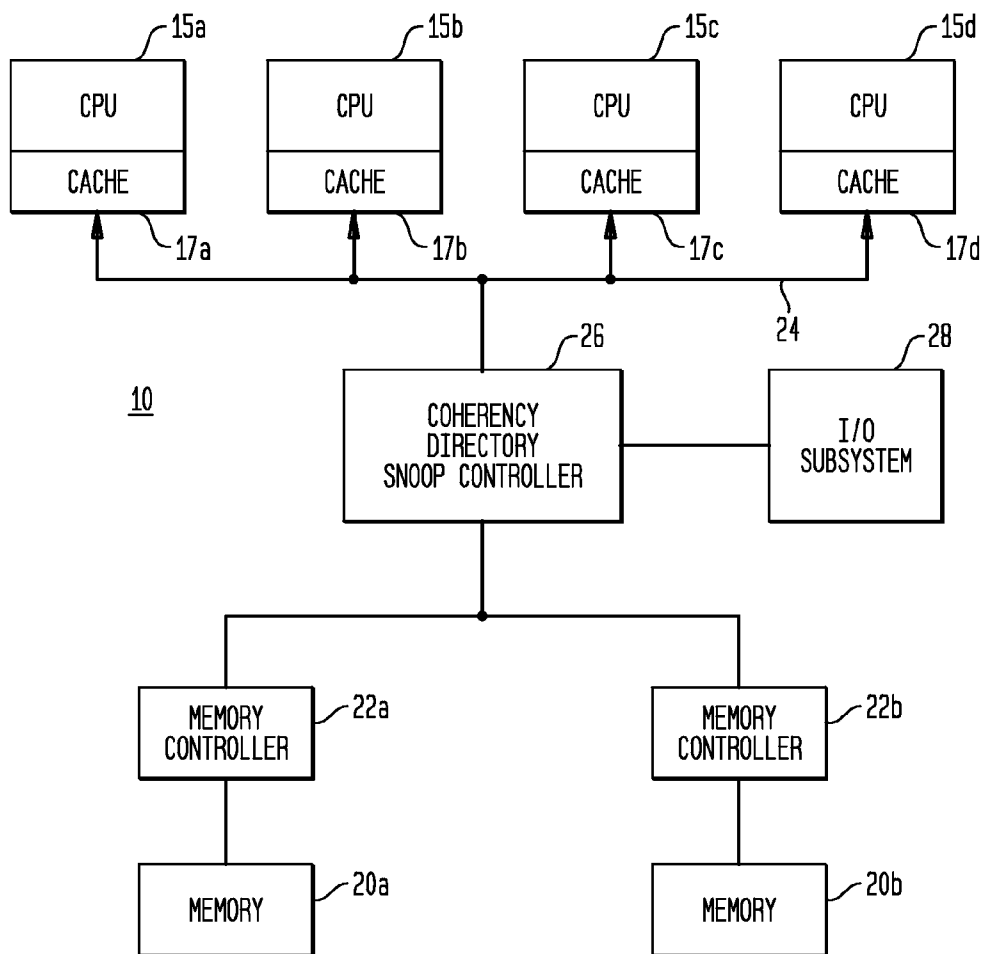 15a
15b
15c
15d
CPU
CPU
CPU
CPU
CACHE
CACHE
CACHE
CACHE
17a
17b
17c
17d
24
26
28
10
COHERENCY
DIRECTORY
SNOOP CONTROLLER
I/O
SUBSYSTEM
22a
22b
MEMORY
CONTROLLER
MEMORY
CONTROLLER
20a
20b
MEMORY
MEMORY